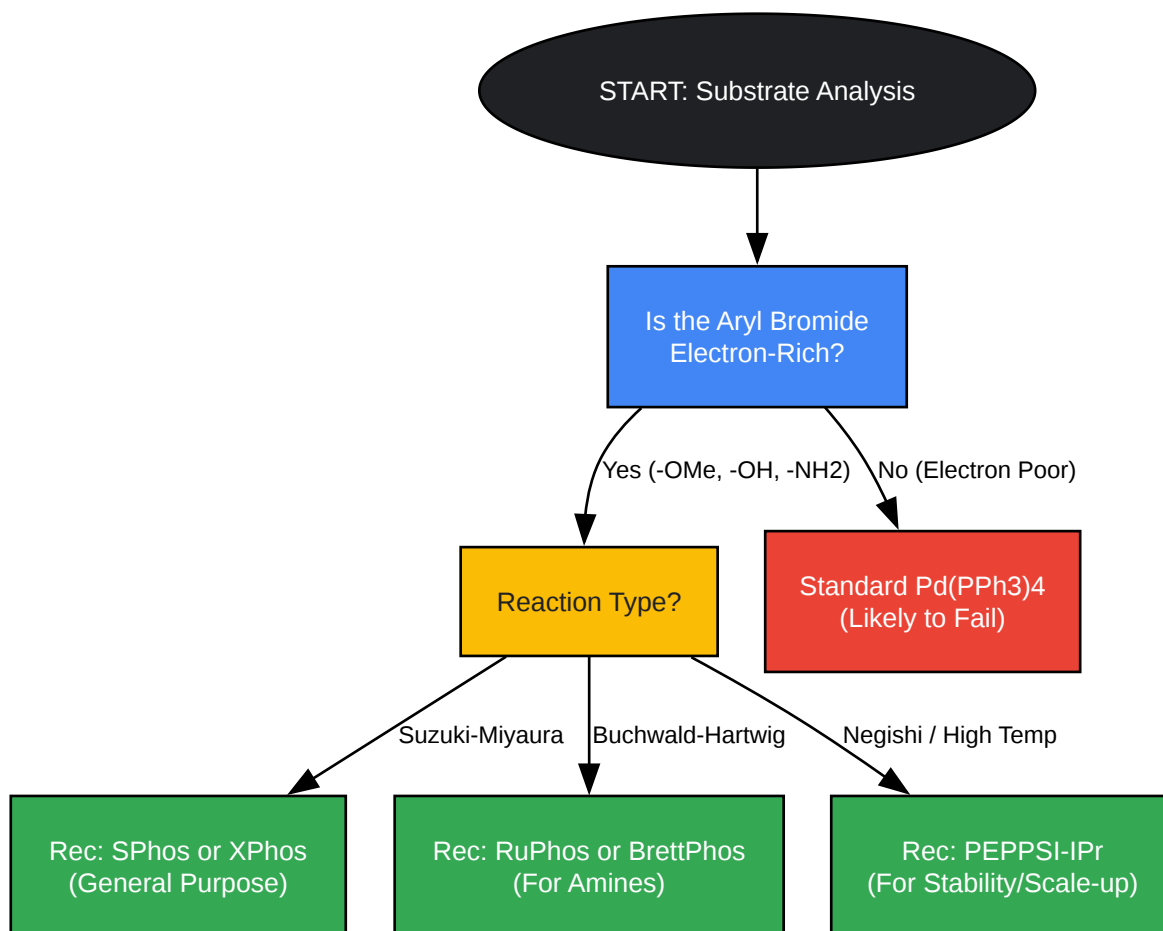 START: Substrate Analysis
Is the Aryl Bromide
Electron-Rich?
Yes (-OMe, -OH, -NH2)
No (Electron Poor)
Reaction Type?
Standard Pd(PPh3)4
(Likely to Fail)
Suzuki-Miyaura
Buchwald-Hartwig
Negishi / High Temp
Rec: SPhos or XPhos
(General Purpose)
Rec: RuPhos or BrettPhos
(For Amines)
Rec: PEPPSI-IPr
(For Stability/Scale-up)